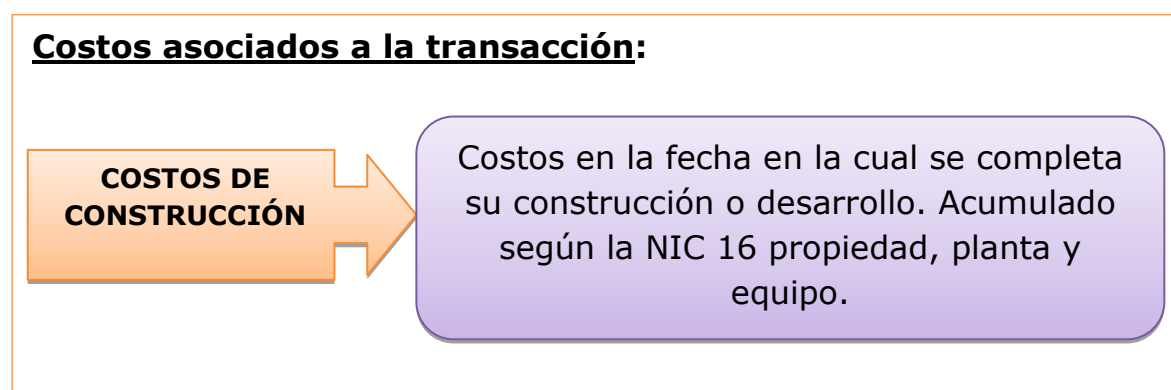 Costos asociados a la transacción:
COSTOS DE
CONSTRUCCIÓN
Costos en la fecha en la cual se completa
su construcción o desarrollo. Acumulado
según la NIC 16 propiedad, planta y
equipo.